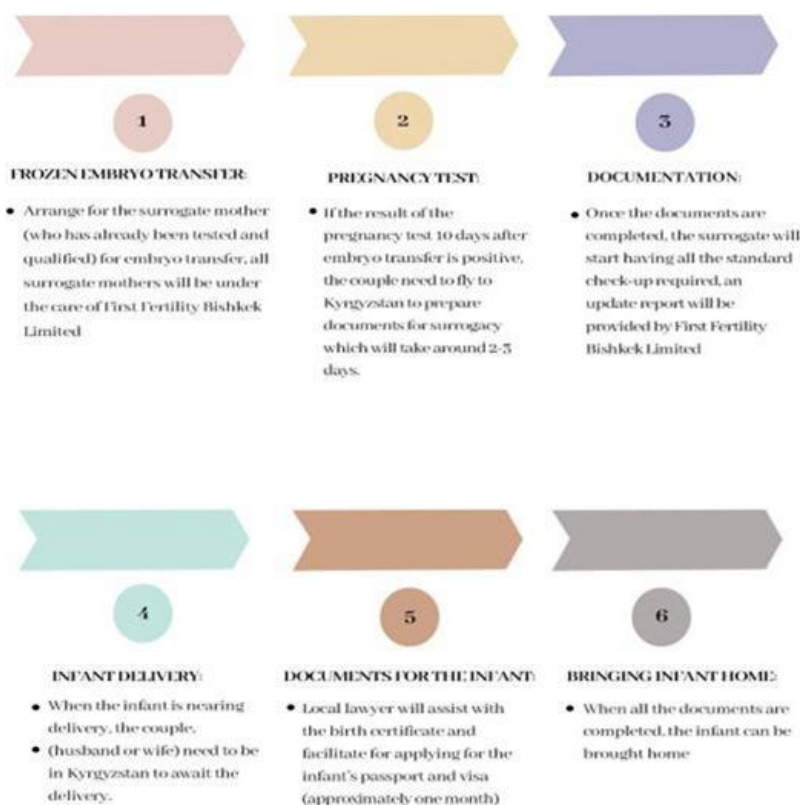 1
FROZEN EMBRYO TRANSFER:
• Arrange for the surrogate mother
(who has already been tested and
qualified) for embryo transfer, all
surrogate mothers will be under
the care of First Fertility Bishkek
Limited
2
PREGNANCY TEST:
• If the result of the
pregnancy test 10 days after
embryo transfer is positive,
the couple need to fly to
Kyrgyzstan to prepare
documents for surrogacy
which will take around 2-3
days.
3
DOCUMENTATION:
• Once the documents are
completed, the surrogate will
start having all the standard
check-up required, an
update report will be
provided by First Fertility
Bishkek Limited
4
INFANT DELIVERY:
• When the infant is nearing
delivery, the couple,
• (husband or wife) need to be
in Kyrgyzstan to await the
delivery.
5
DOCUMENTS FOR THE INFANT:
• Local lawyer will assist with
the birth certificate and
facilitate for applying for the
infant's passport and visa
(approximately one month)
6
BRINGING INFANT HOME:
• When all the documents are
completed, the infant can be
brought home